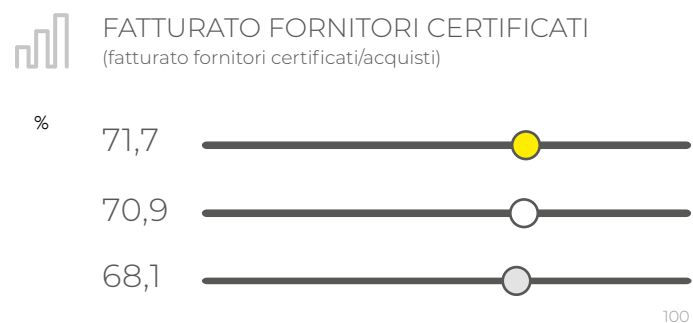 FATTURATO FORNITORI CERTIFICATI
(fatturato fornitori certificati/acquisti)
%
71,7
70,9
68,1
100